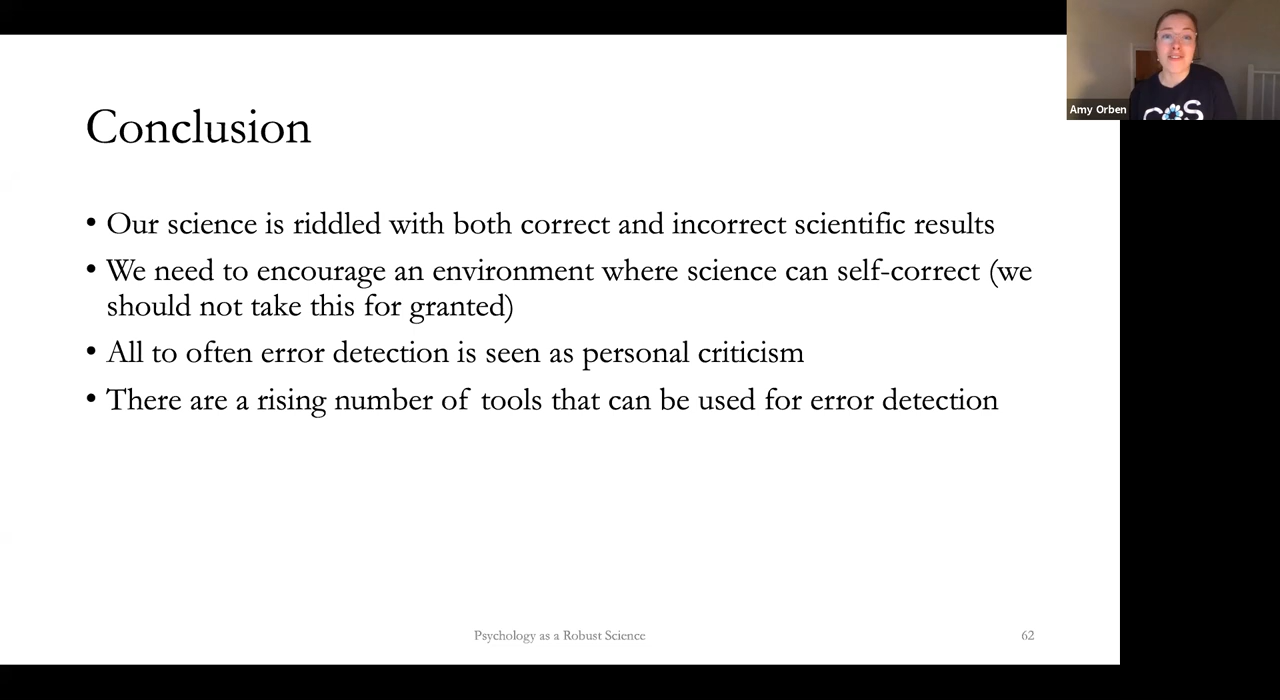 Conclusion
• Our science is riddled with both correct and incorrect scientific results
• We need to encourage an environment where science can self-correct (we
should not take this for granted)
• All to often error detection is seen as personal criticism
• There are a rising number of tools that can be used for error detection
Psychology as a Robust Science
62
Amy Orben
COS